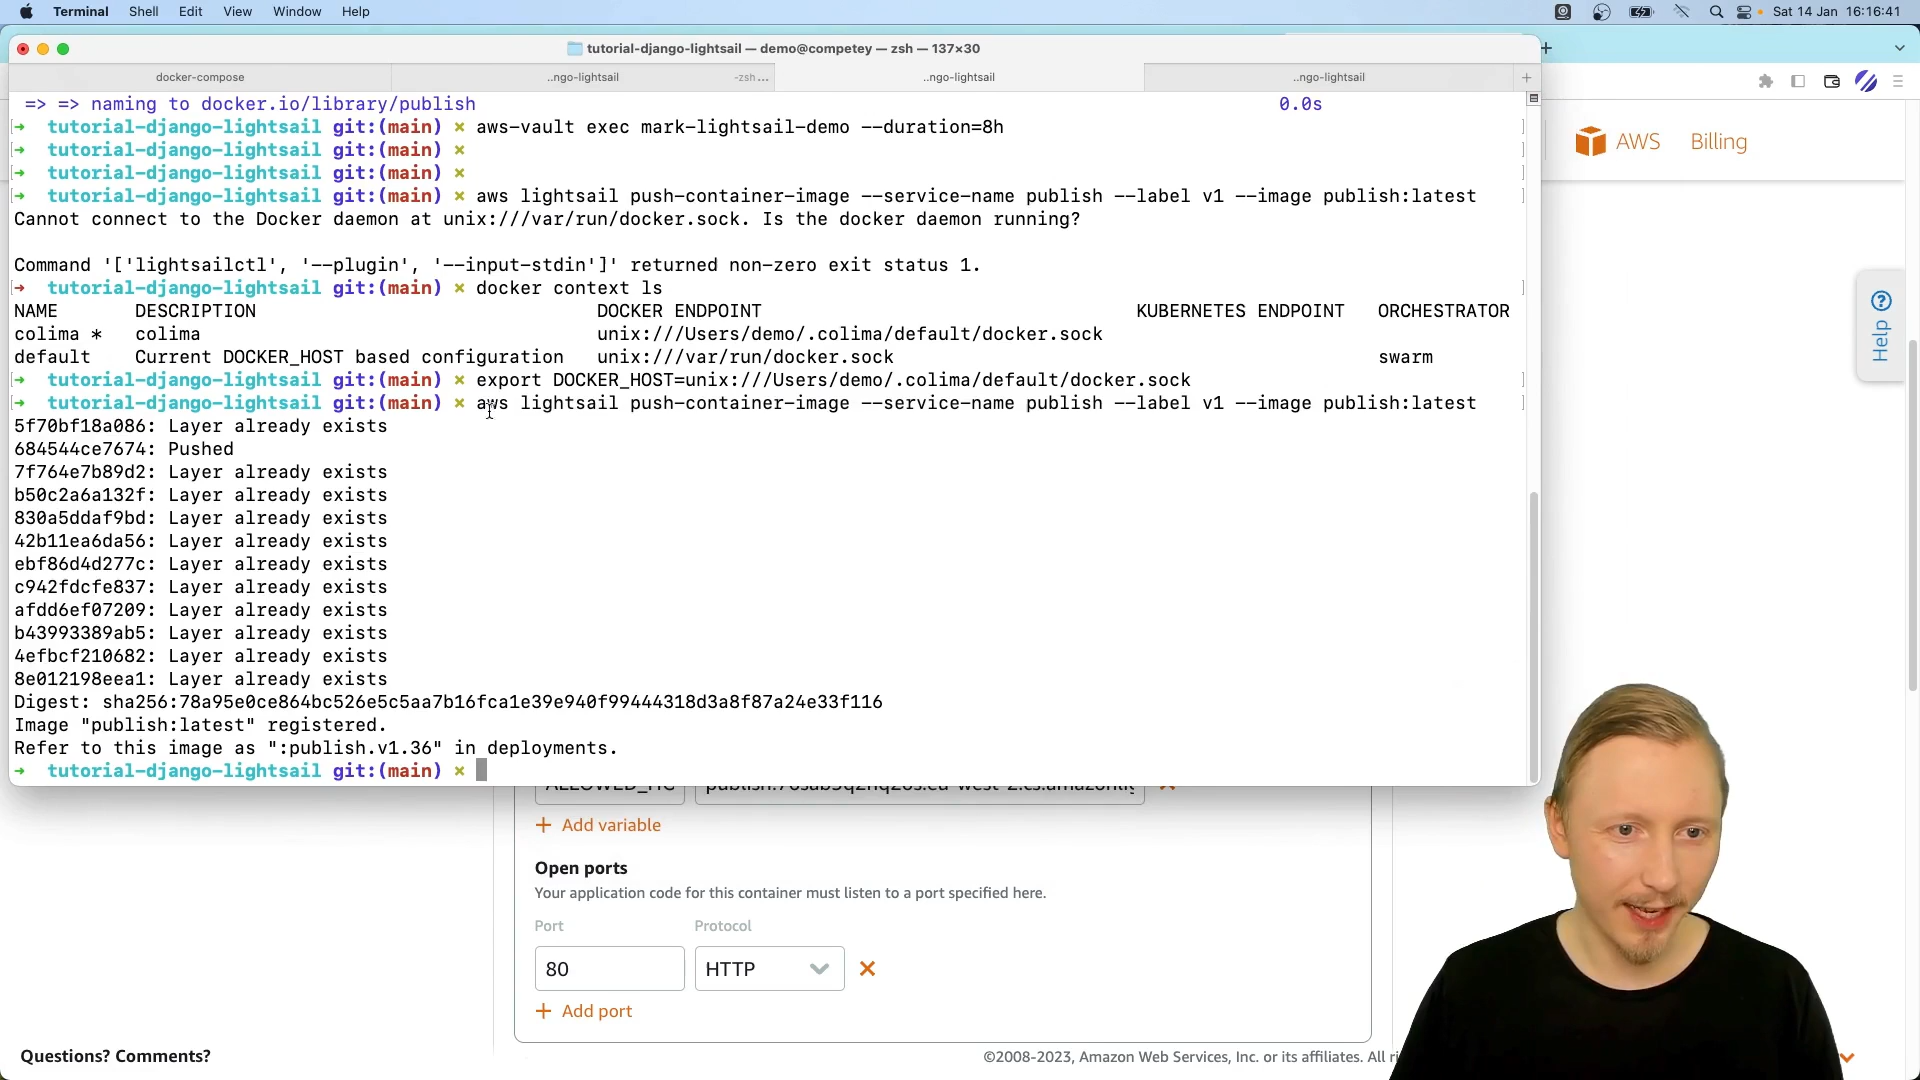 Terminal Shell Edit View Window Help Sat 14 Jan 16:16:41
tutorial-django-lightsail — demo@competey — zsh — 137×30
docker-compose ..ngo-lightsail -zsh... ..ngo-lightsail ..ngo-lightsail
=> => naming to docker.io/library/publish 0.0s
→ tutorial-django-lightsail git:(main) × aws-vault exec mark-lightsail-demo --duration=8h
→ tutorial-django-lightsail git:(main) ×
→ tutorial-django-lightsail git:(main) ×
→ tutorial-django-lightsail git:(main) × aws lightsail push-container-image --service-name publish --label v1 --image publish:latest
Cannot connect to the Docker daemon at unix:///var/run/docker.sock. Is the docker daemon running?
Command '['lightsailctl', '--plugin', '--input-stdin']' returned non-zero exit status 1.
→ tutorial-django-lightsail git:(main) × docker context ls
NAME DESCRIPTION DOCKER ENDPOINT KUBERNETES ENDPOINT ORCHESTRATOR
colima * colima unix:///Users/demo/.colima/default/docker.sock
default Current DOCKER_HOST based configuration unix:///var/run/docker.sock swarm
→ tutorial-django-lightsail git:(main) × export DOCKER_HOST=unix:///Users/demo/.colima/default/docker.sock
→ tutorial-django-lightsail git:(main) × aws lightsail push-container-image --service-name publish --label v1 --image publish:latest
5f70bf18a086: Layer already exists
684544ce7674: Pushed
7f764e7b89d2: Layer already exists
b50c2a6a132f: Layer already exists
830a5ddaf9bd: Layer already exists
42b11ea6da56: Layer already exists
ebf86d4d277c: Layer already exists
c942fdcfe837: Layer already exists
afdd6ef07209: Layer already exists
b43993389ab5: Layer already exists
4efbcf210682: Layer already exists
8e012198eea1: Layer already exists
Digest: sha256:78a95e0ce864bc526e5c5aa7b16fca1e39e940f99444318d3a8f87a24e33f116
Image "publish:latest" registered.
Refer to this image as ":publish.v1.36" in deployments.
→ tutorial-django-lightsail git:(main) ×
AWS Billing
Help
+ Add variable
Open ports
Your application code for this container must listen to a port specified here.
Port Protocol
80 HTTP
+ Add port
Questions? Comments? ©2008-2023, Amazon Web Services, Inc. or its affiliates. All